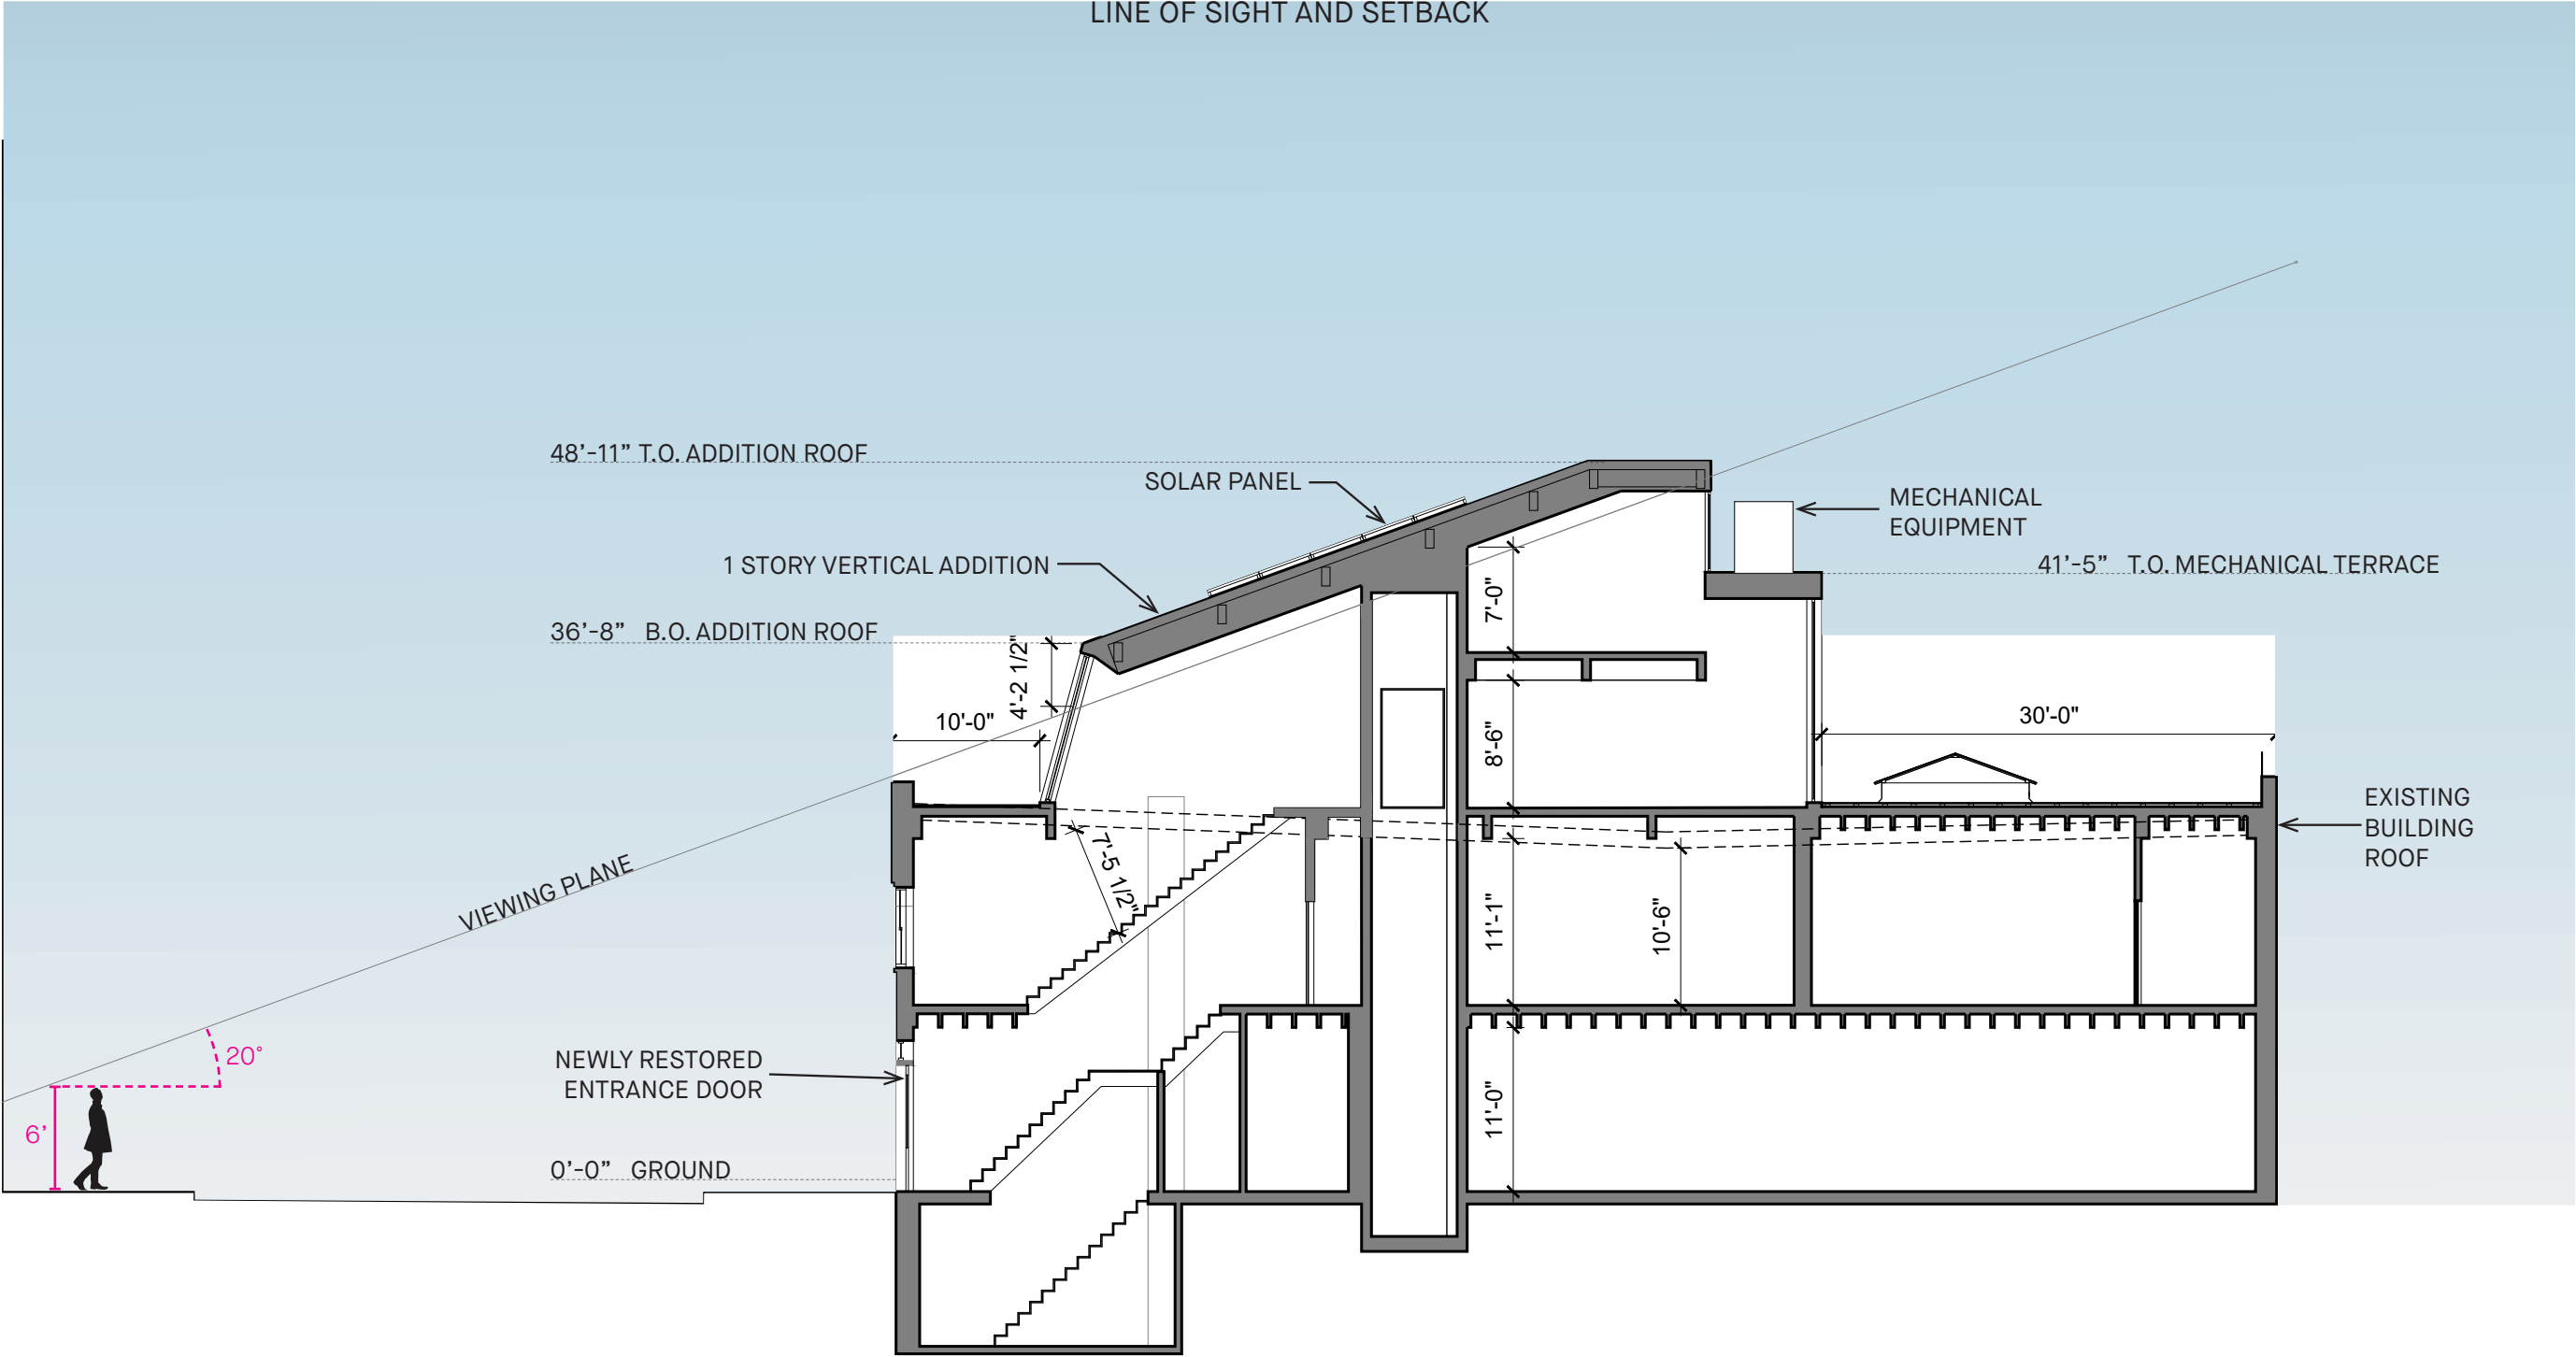 LINE OF SIGHT AND SETBACK
48’-11” T.O. ADDITION ROOF
SOLAR PANEL
MECHANICAL
EQUIPMENT
1 STORY VERTICAL ADDITION
41’-5” T.O. MECHANICAL TERRACE
7'-0"
36’-8” B.O. ADDITION ROOF
4'-2 1/2"
10'-0"
30'-0"
8'-6"
EXISTING
BUILDING
ROOF
VIEWING PLANE
7'-5 1/2"
11'-1"
10'-6"
20°
NEWLY RESTORED
ENTRANCE DOOR
11'-0"
6’
0’-0” GROUND